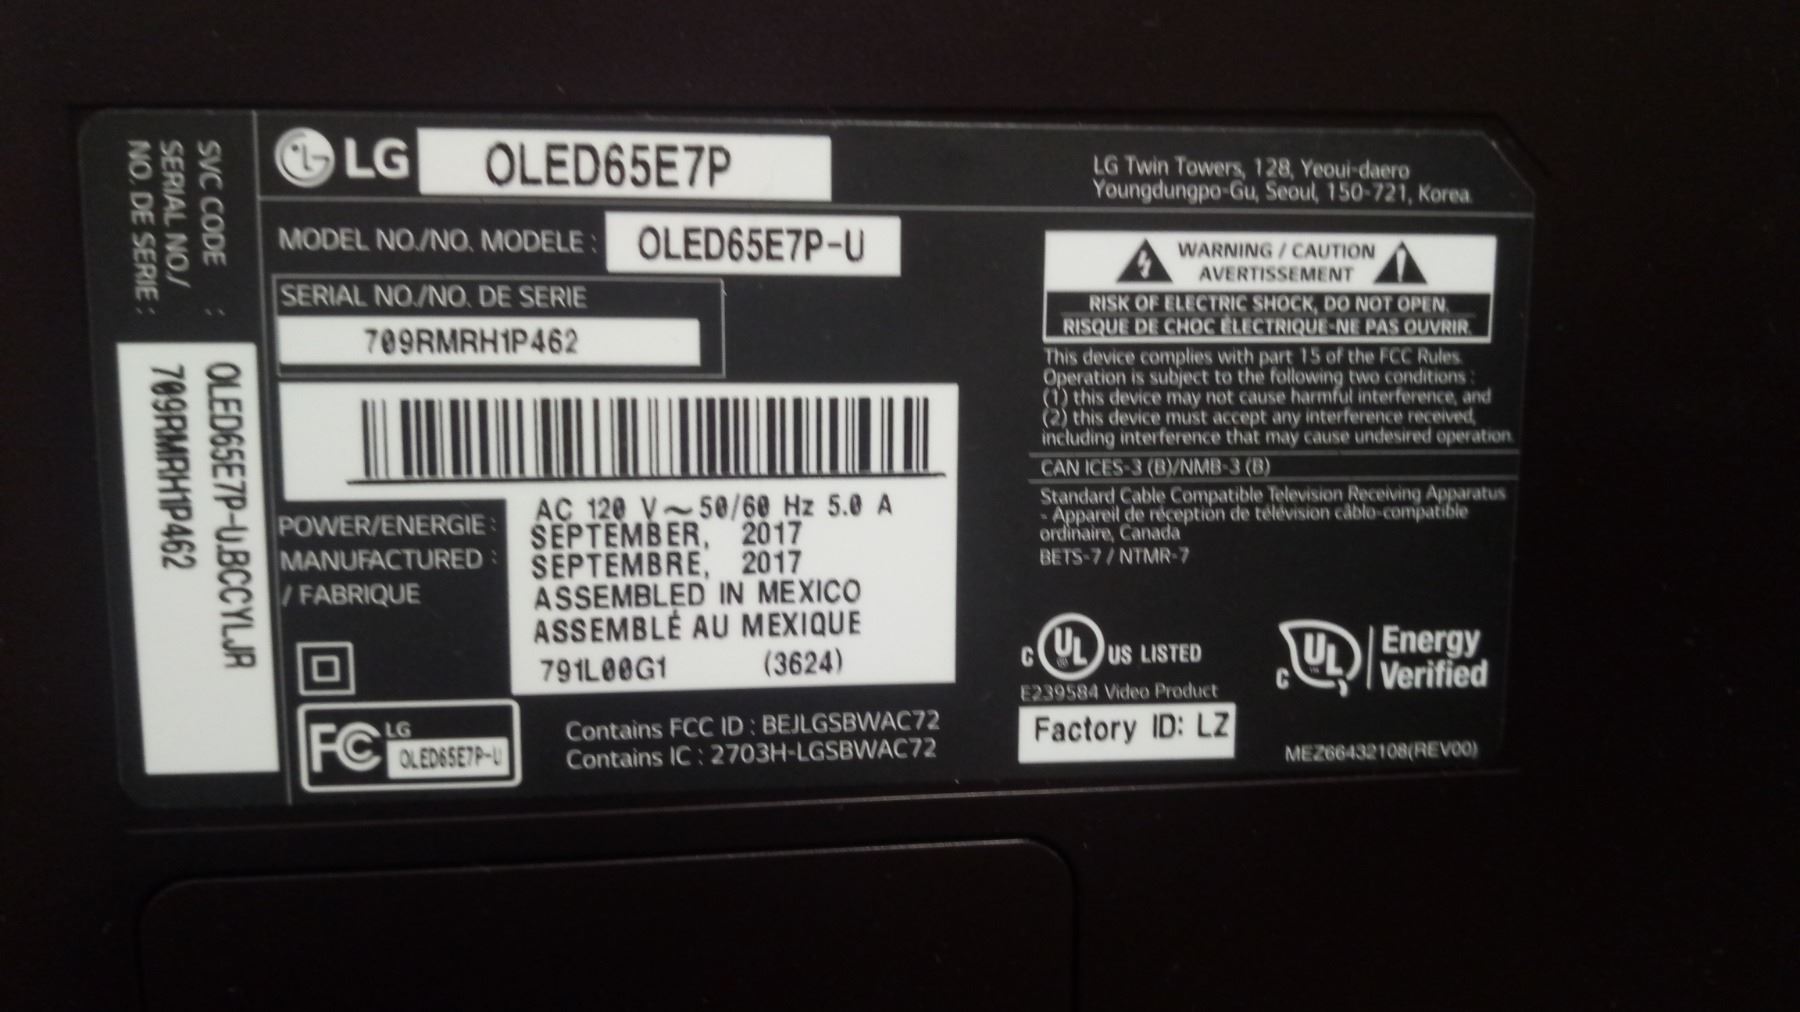 SVC CODE :
SERIAL NO./
NO. DE SERIE :
OLED65E7P-U.BCCYLJR
709RMRH1P462
LG OLED65E7P
LG Twin Towers, 128, Yeoui-daero
Youngdungpo-Gu, Seoul, 150-721, Korea.
MODEL NO./NO. MODELE : OLED65E7P-U
SERIAL NO./NO. DE SERIE
709RMRH1P462
POWER/ENERGIE : AC 120 V ~ 50/60 Hz 5.0 A
MANUFACTURED : SEPTEMBER, 2017
/ FABRIQUE SEPTEMBRE, 2017
ASSEMBLED IN MEXICO
ASSEMBLÉ AU MEXIQUE
791L00G1 (3624)
FC LG
OLED65E7P-U
Contains FCC ID : BEJLGSBWAC72
Contains IC : 2703H-LGSBWAC72
WARNING / CAUTION
AVERTISSEMENT
RISK OF ELECTRIC SHOCK, DO NOT OPEN.
RISQUE DE CHOC ÉLECTRIQUE-NE PAS OUVRIR.
This device complies with part 15 of the FCC Rules.
Operation is subject to the following two conditions :
(1) this device may not cause harmful interference, and
(2) this device must accept any interference received,
including interference that may cause undesired operation.
CAN ICES-3 (B)/NMB-3 (B)
Standard Cable Compatible Television Receiving Apparatus
- Appareil de réception de télévision câblo-compatible
ordinaire, Canada
BETS-7 / NTMR-7
C UL US LISTED
E239584 Video Product
Factory ID: LZ
C UL Energy
Verified
MEZ66432108(REV00)